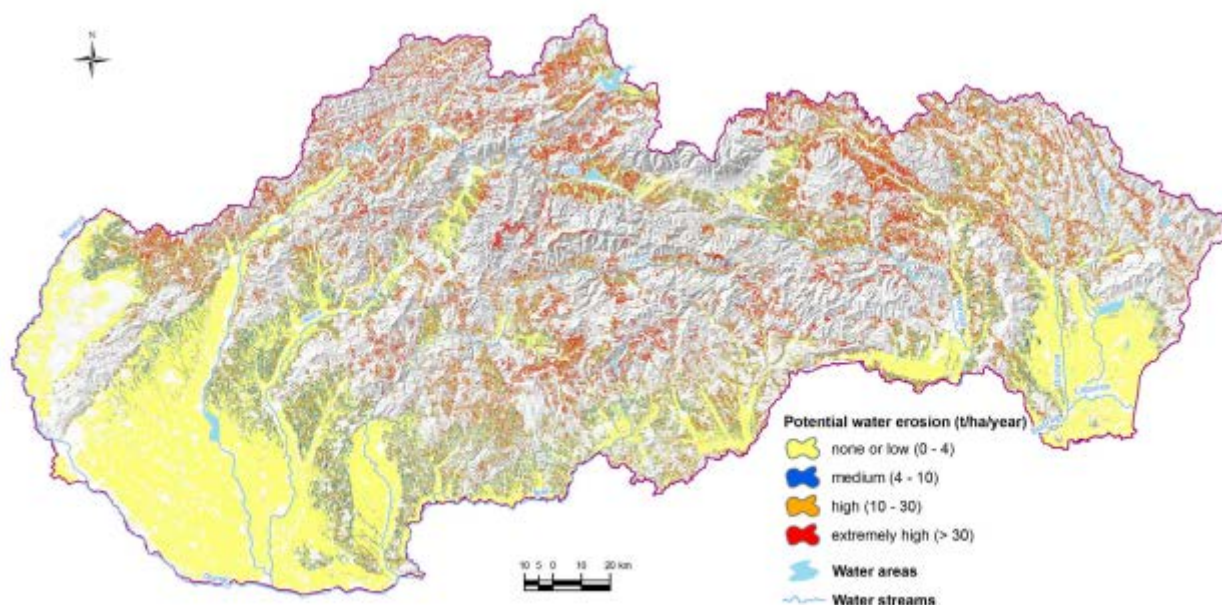 N
Potential water erosion (t/ha/year)
none or low (0 - 4)
medium (4 - 10)
high (10 - 30)
extremely high (> 30)
Water areas
Water streams
10 5 0 10 20 km